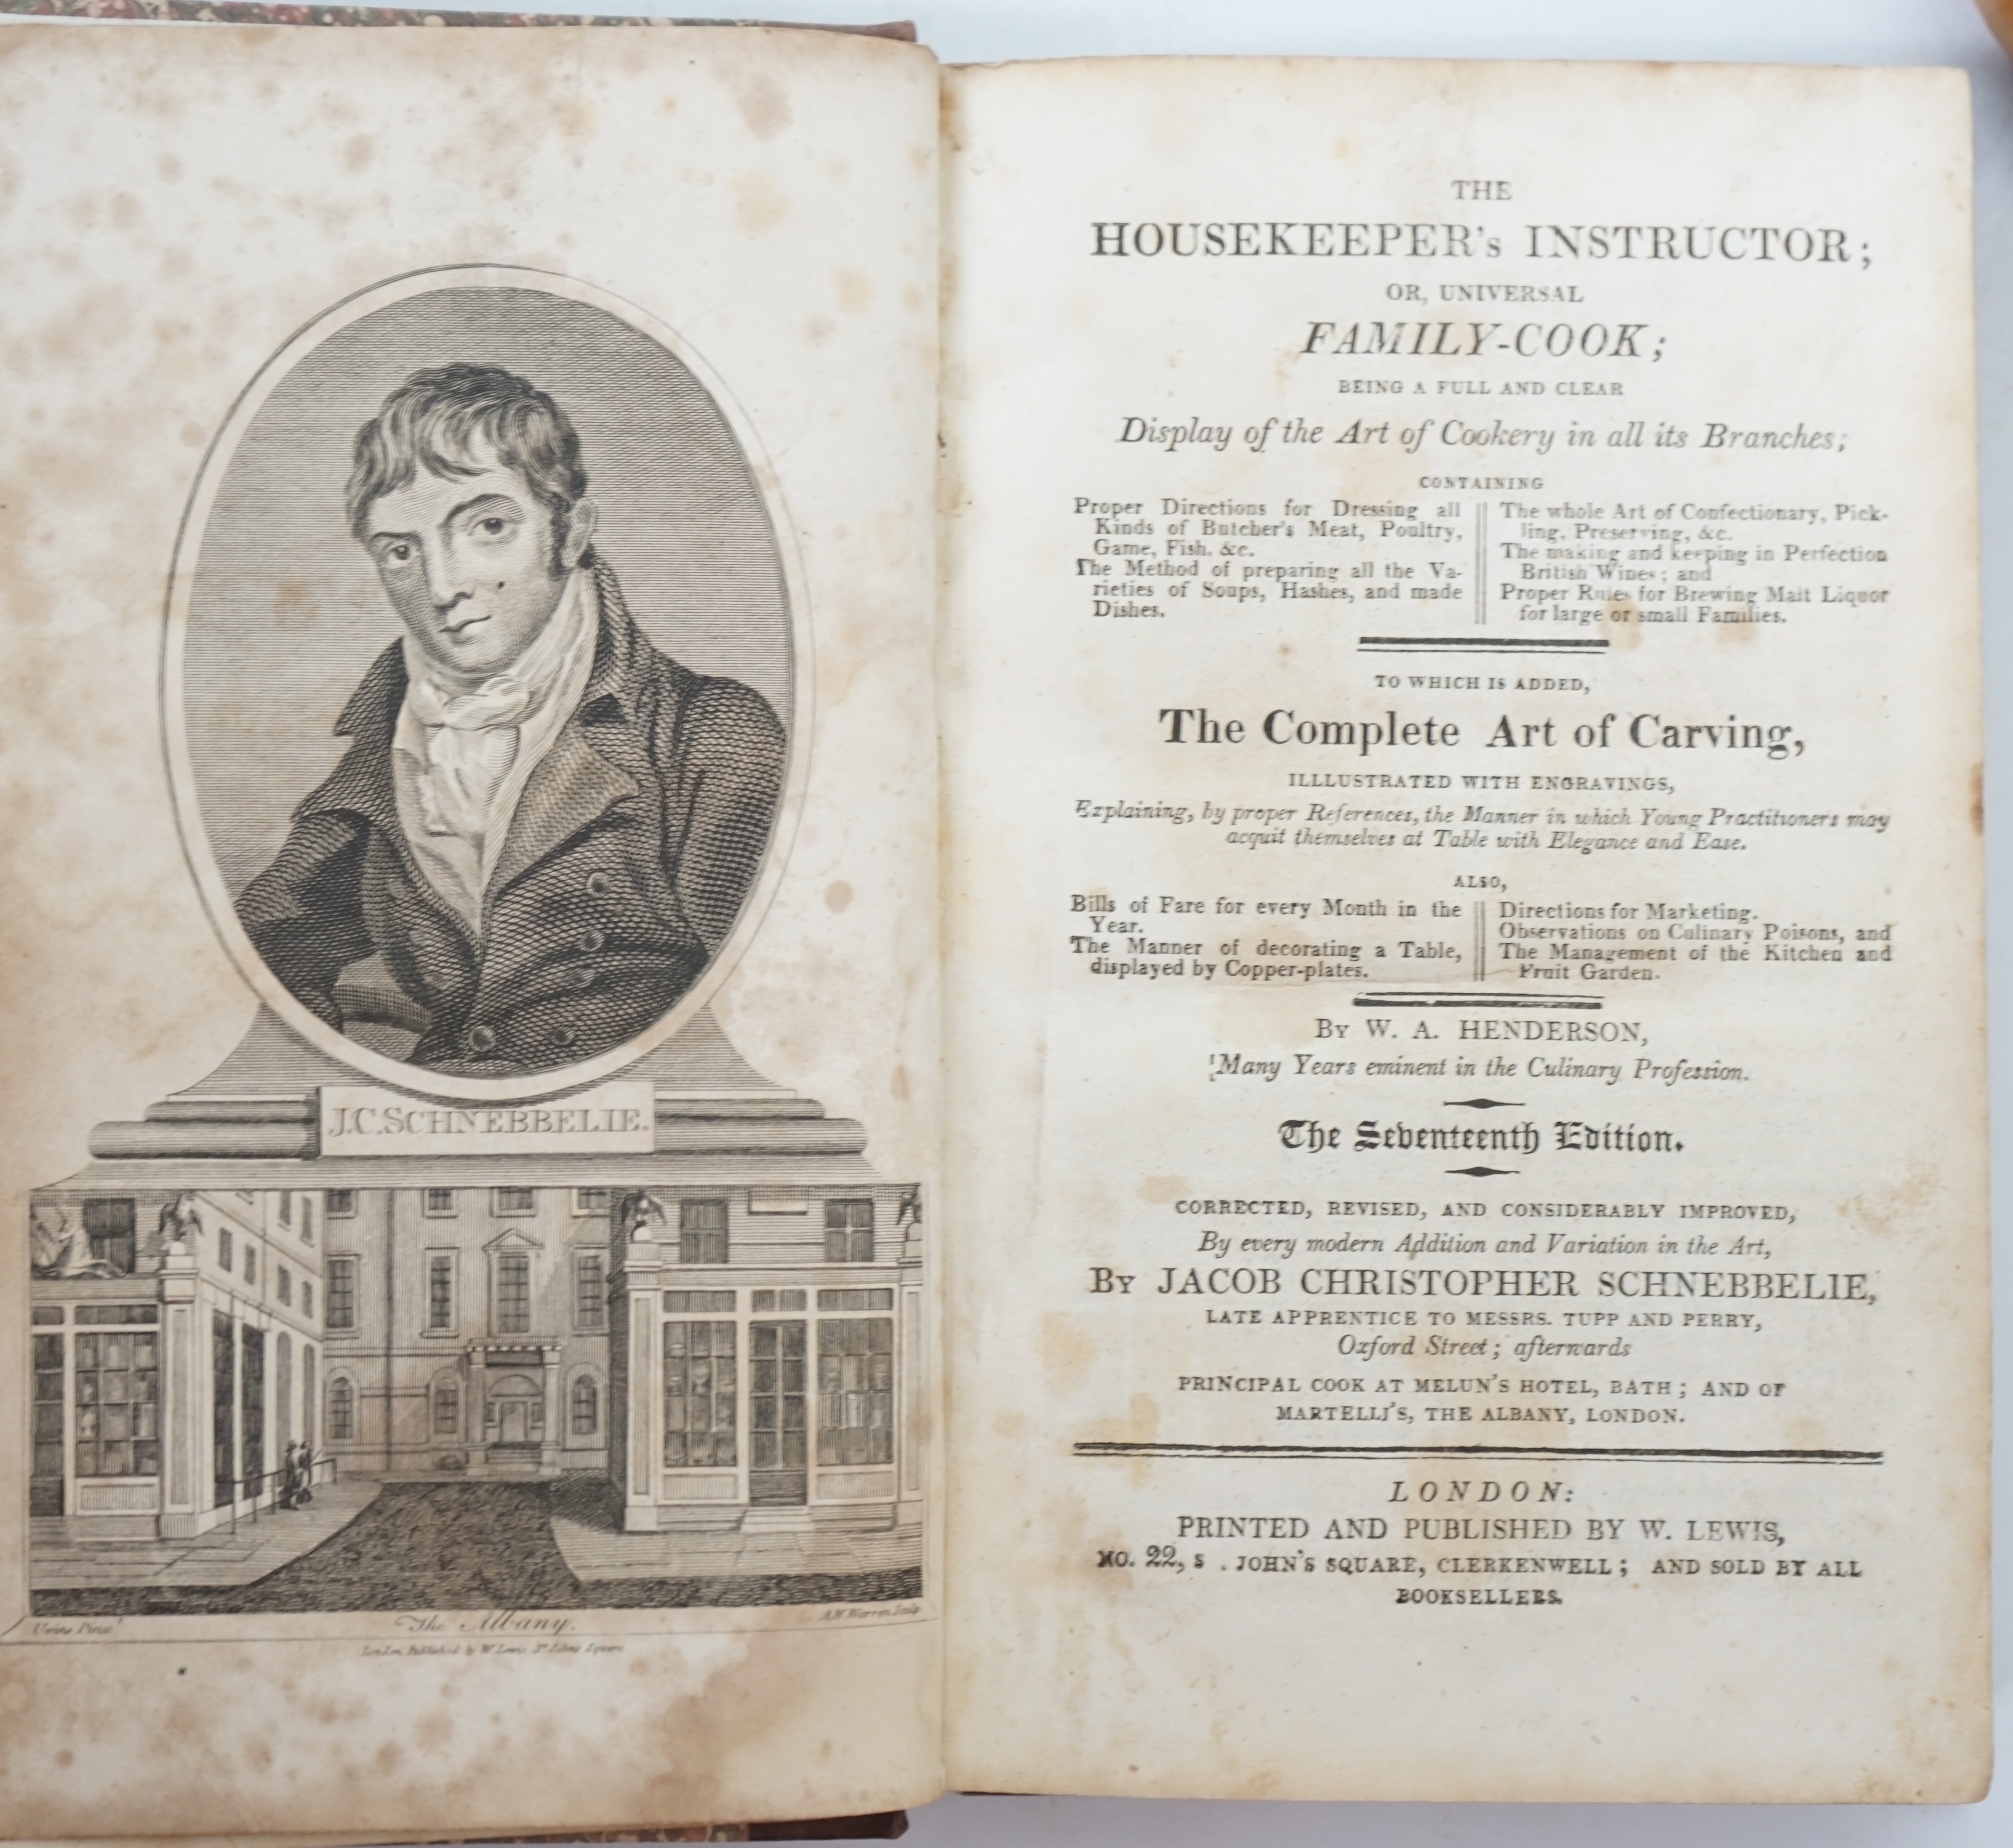 J.C. SCHNEBBELIE.
The Albany.
London, Published by W. Lewis St. Johns Square
THE
HOUSEKEEPER's INSTRUCTOR;
OR, UNIVERSAL
FAMILY-COOK;
BEING A FULL AND CLEAR
Display of the Art of Cookery in all its Branches;
CONTAINING
Proper Directions for Dressing all
Kinds of Butcher's Meat, Poultry,
Game, Fish, &c.
The Method of preparing all the Va-
rieties of Soups, Hashes, and made
Dishes.
The whole Art of Confectionary, Pick-
ling, Preserving, &c.
The making and keeping in Perfection
British Wines; and
Proper Rules for Brewing Malt Liquor
for large or small Families.
TO WHICH IS ADDED,
The Complete Art of Carving,
ILLLUSTRATED WITH ENGRAVINGS,
Explaining, by proper References, the Manner in which Young Practitioners may
acquit themselves at Table with Elegance and Ease.
ALSO,
Bills of Fare for every Month in the
Year.
The Manner of decorating a Table,
displayed by Copper-plates.
Directions for Marketing.
Observations on Culinary Poisons, and
The Management of the Kitchen and
Fruit Garden.
BY W. A. HENDERSON,
Many Years eminent in the Culinary Profession.
The Seventeenth Edition.
CORRECTED, REVISED, AND CONSIDERABLY IMPROVED,
By every modern Addition and Variation in the Art,
BY JACOB CHRISTOPHER SCHNEBBELIE,
LATE APPRENTICE TO MESSRS. TUPP AND PERRY,
Oxford Street; afterwards
PRINCIPAL COOK AT MELUN'S HOTEL, BATH; AND OF
MARTELLI'S, THE ALBANY, LONDON.
LONDON:
PRINTED AND PUBLISHED BY W. LEWIS,
NO. 22, S . JOHN'S SQUARE, CLERKENWELL; AND SOLD BY ALL
BOOKSELLERS.